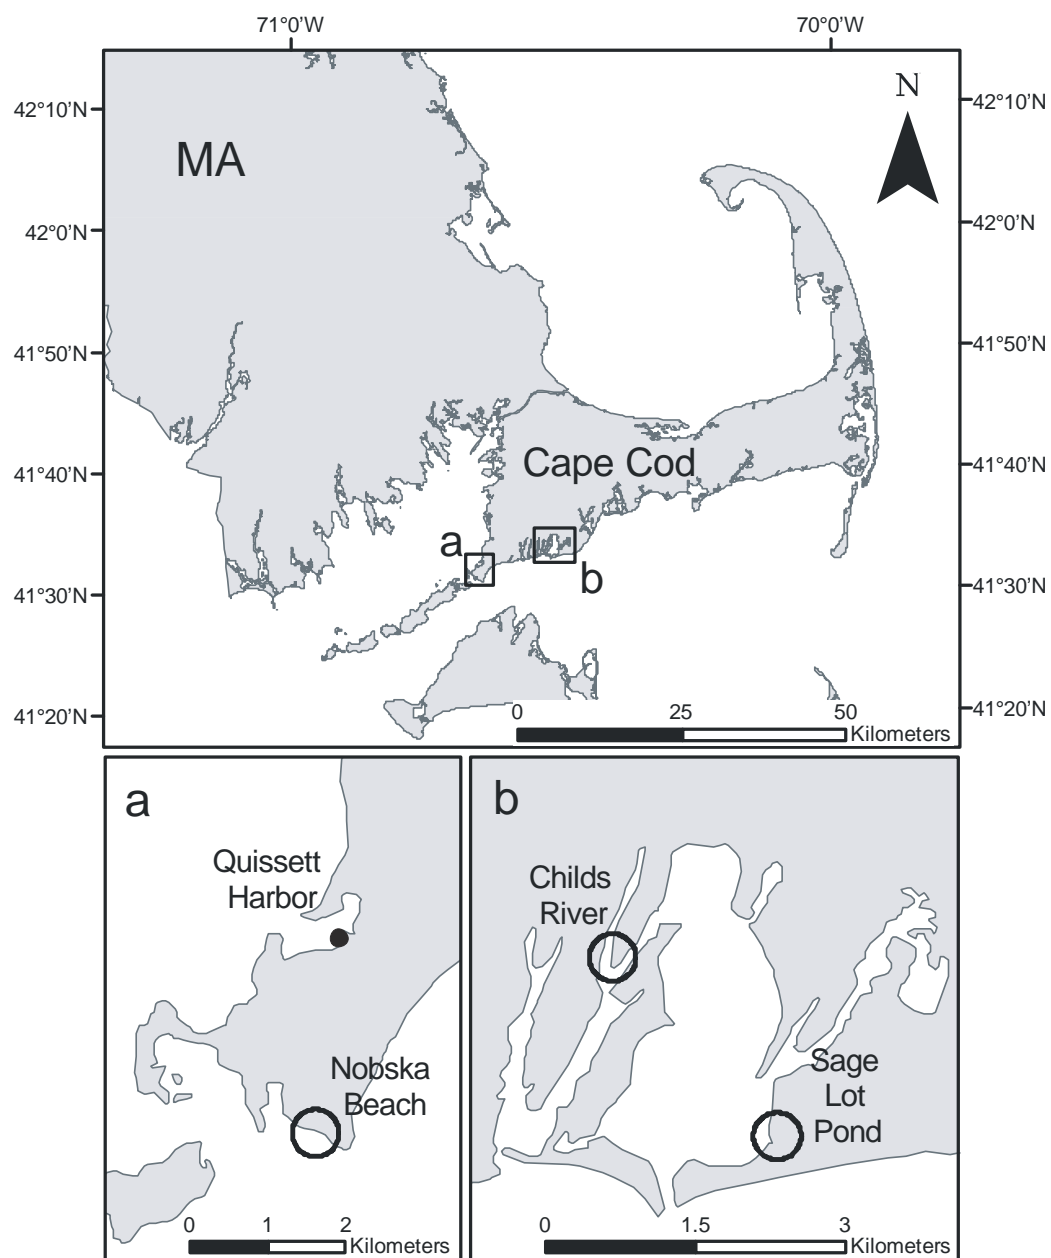 71°0'W
70°0'W
42°10'N
42°10'N
N
MA
42°0'N
42°0'N
41°50'N
41°50'N
Cape Cod
41°40'N
41°40'N
a
b
41°30'N
41°30'N
41°20'N
41°20'N
0 25 50
Kilometers
a
Quissett
Harbor
Nobska
Beach
0 1 2
Kilometers
b
Childs
River
Sage
Lot
Pond
0 1.5 3
Kilometers